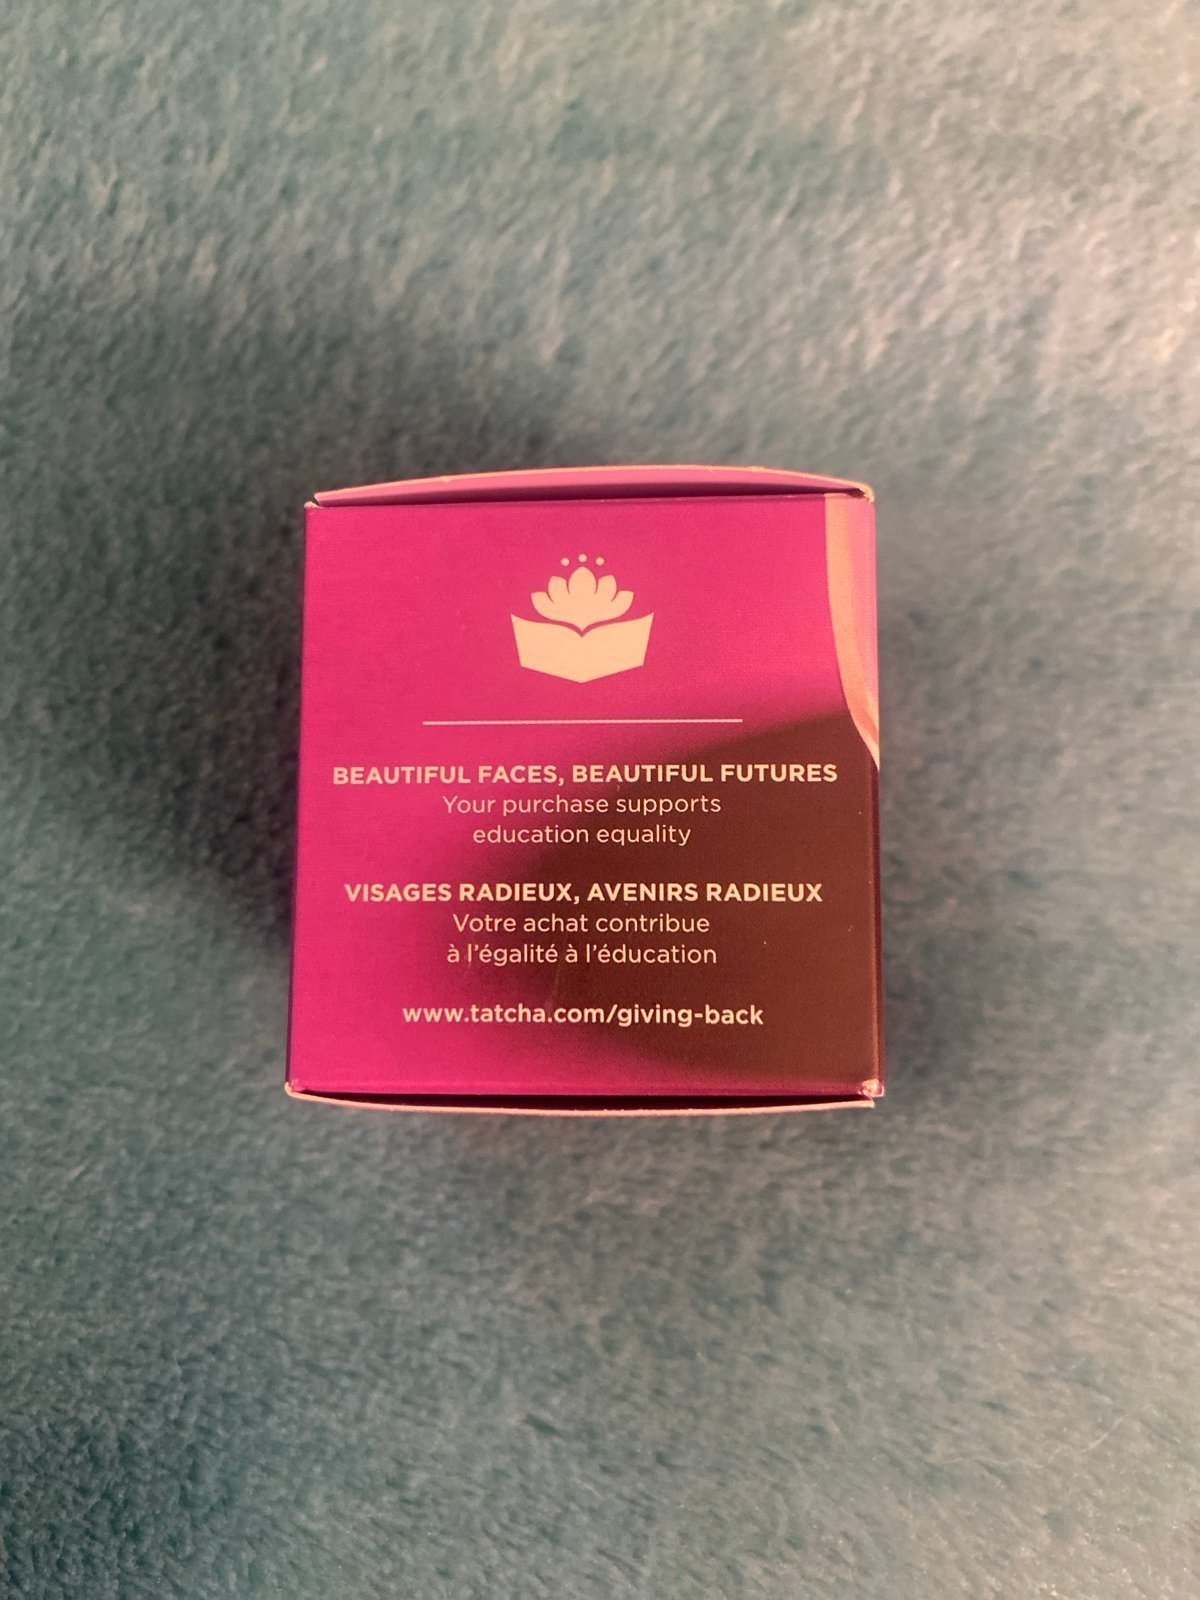 BEAUTIFUL FACES, BEAUTIFUL FUTURES
Your purchase supports
education equality
VISAGES RADIEUX, AVENIRS RADIEUX
Votre achat contribue
à l'égalité à l'éducation
www.tatcha.com/giving-back